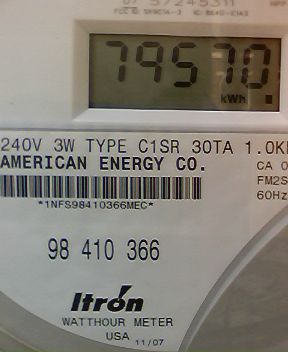 79570
kWh
240V 3W TYPE C1SR 30TA 1.0K
AMERICAN ENERGY CO.
CA 0
FM2S
*1NFS98410366MEC*
60Hz
98 410 366
Itrón
WATTHOUR METER
USA 11/07